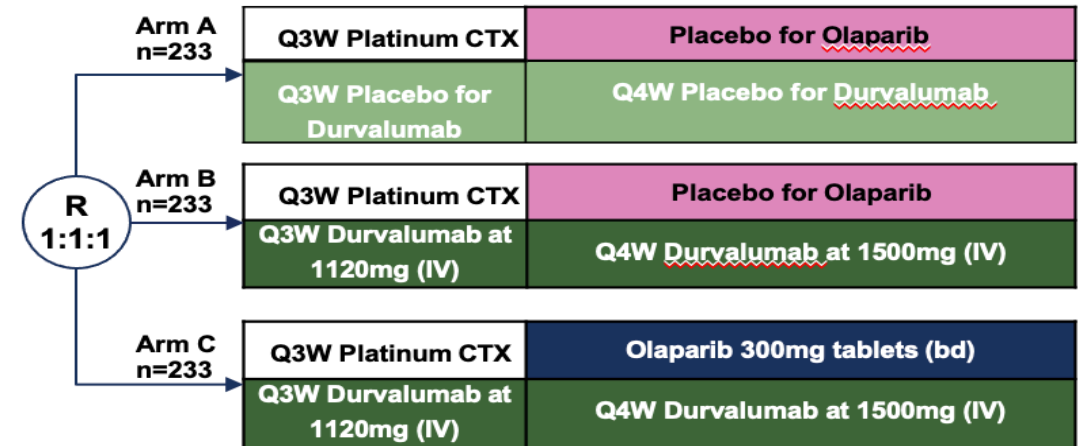 R
1:1:1
Arm A
n=233
Q3W Platinum CTX
Placebo for Olaparib
Q3W Placebo for
Durvalumab
Q4W Placebo for Durvalumab
Arm B
n=233
Q3W Platinum CTX
Placebo for Olaparib
Q3W Durvalumab at
1120mg (IV)
Q4W Durvalumab at 1500mg (IV)
Arm C
n=233
Q3W Platinum CTX
Olaparib 300mg tablets (bd)
Q3W Durvalumab at
1120mg (IV)
Q4W Durvalumab at 1500mg (IV)